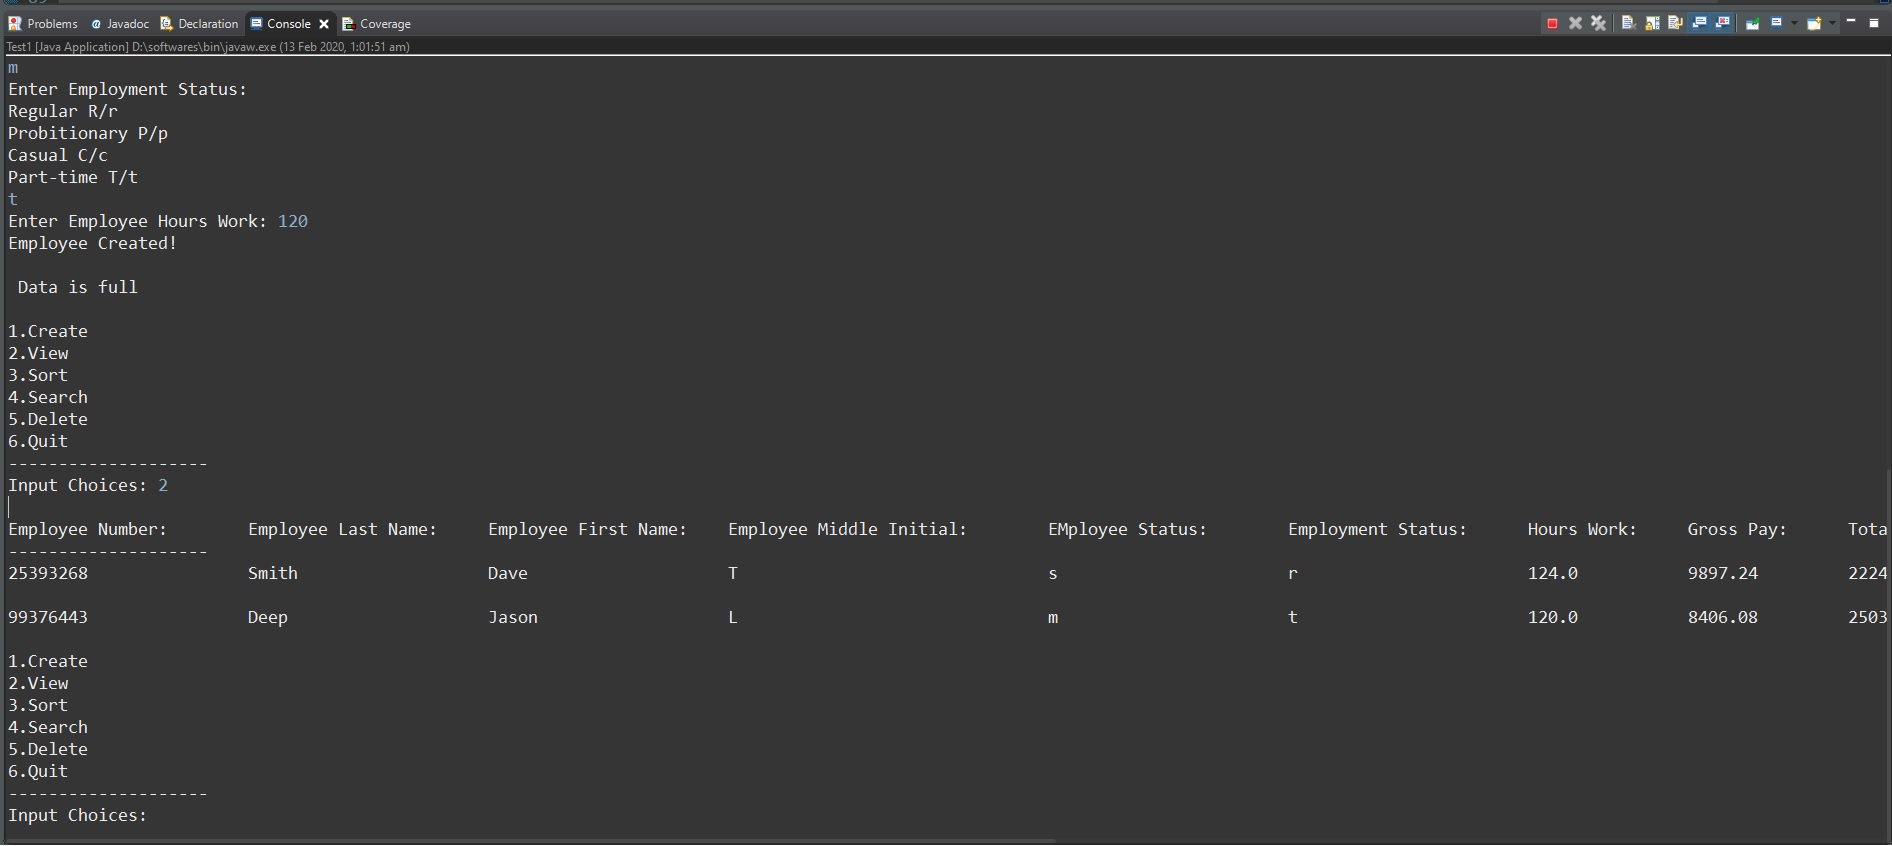 Problems @ Javadoc Declaration Console Coverage
Test1 [Java Application] D:\softwares\bin\javaw.exe (13 Feb 2020, 1:01:51 am)
m
Enter Employment Status:
Regular R/r
Probitionary P/p
Casual C/c
Part-time T/t
t
Enter Employee Hours Work: 120
Employee Created!
Data is full
1.Create
2.View
3.Sort
4.Search
5.Delete
6.Quit
--------------------
Input Choices: 2
Employee Number: Employee Last Name: Employee First Name: Employee Middle Initial: EMployee Status: Employment Status: Hours Work: Gross Pay: Tota
--------------------
25393268 Smith Dave T s r 124.0 9897.24 2224
99376443 Deep Jason L m t 120.0 8406.08 2503
1.Create
2.View
3.Sort
4.Search
5.Delete
6.Quit
--------------------
Input Choices: